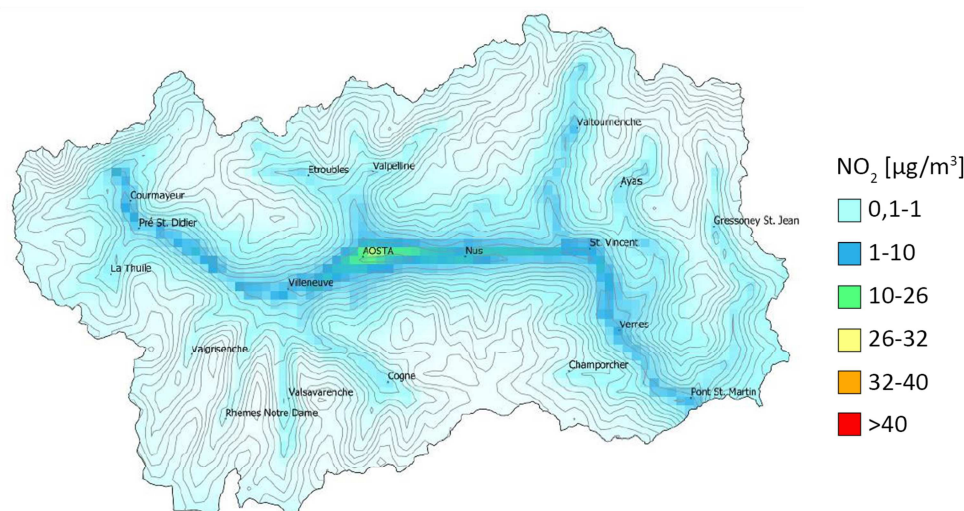 Valtournenche
Etroubles
Valpelline
Ayas
Courmayeur
Pré St. Didier
Gressoney St. Jean
AOSTA
Nus
St. Vincent
La Thuile
Villeneuve
Verres
Valgrisenche
Champorcher
Cogne
Valsavarenche
Pont St. Martin
Rhemes Notre Dame
NO₂ [µg/m³]
0,1-1
1-10
10-26
26-32
32-40
>40